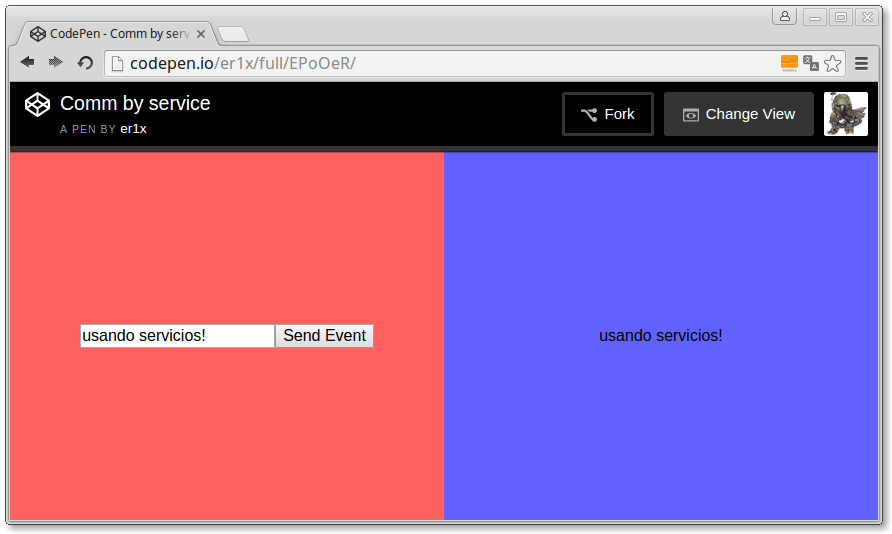 CodePen - Comm by serv
codepen.io/er1x/full/EPoOeR/
Comm by service
A PEN BY er1x
Fork
Change View
usando servicios!
Send Event
usando servicios!